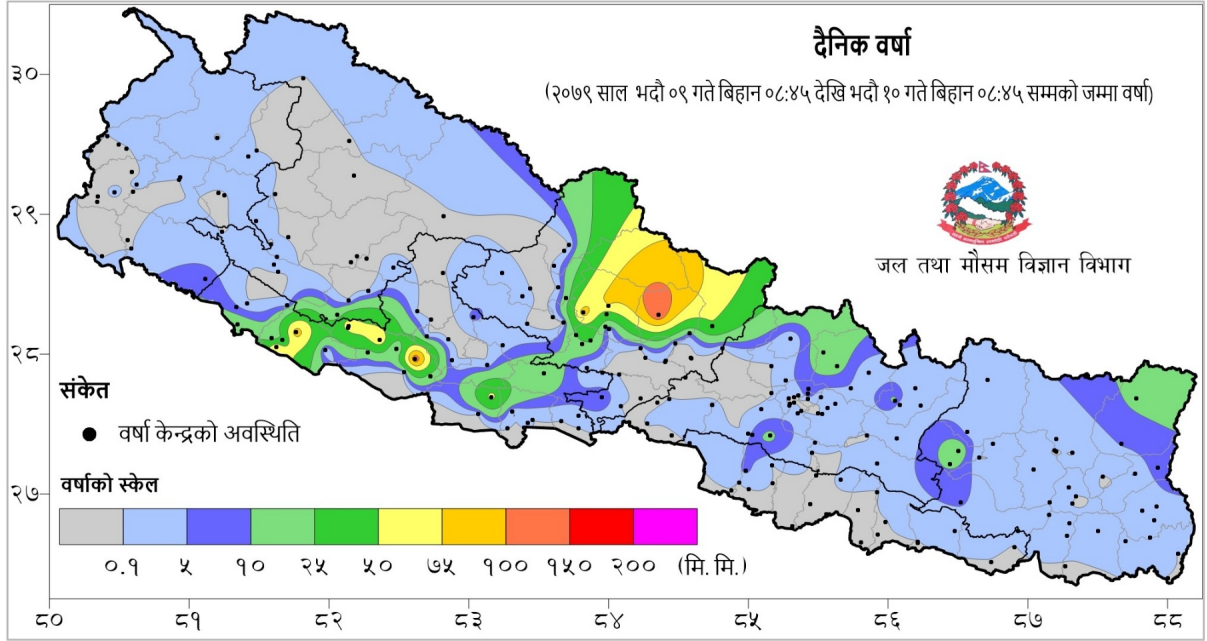 दैनिक वर्षा
(२०७९ साल भदौ ०९ गते बिहान ०८:४५ देखि भदौ १० गते बिहान ०८:४५ सम्मको जम्मा वर्षा)
जल तथा मौसम विज्ञान विभाग
३०
२९
२८
२७
संकेत
वर्षा केन्द्रको अवस्थिति
वर्षाको स्केल
०.१ ५ १० २५ ५० ७५ १०० १५० २०० (मि. मि.)
८० ८१ ८२ ८३ ८४ ८५ ८६ ८७ ८८